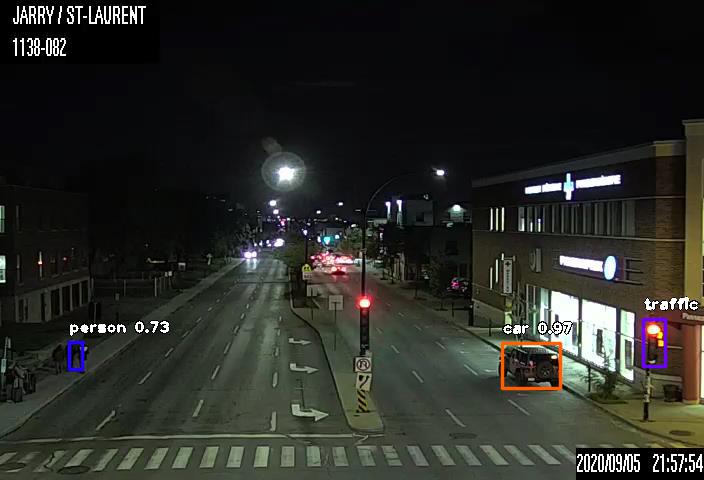 JARRY / ST-LAURENT
1138-082
person 0.73
car 0.97
traffic
2020/09/05 21:57:54